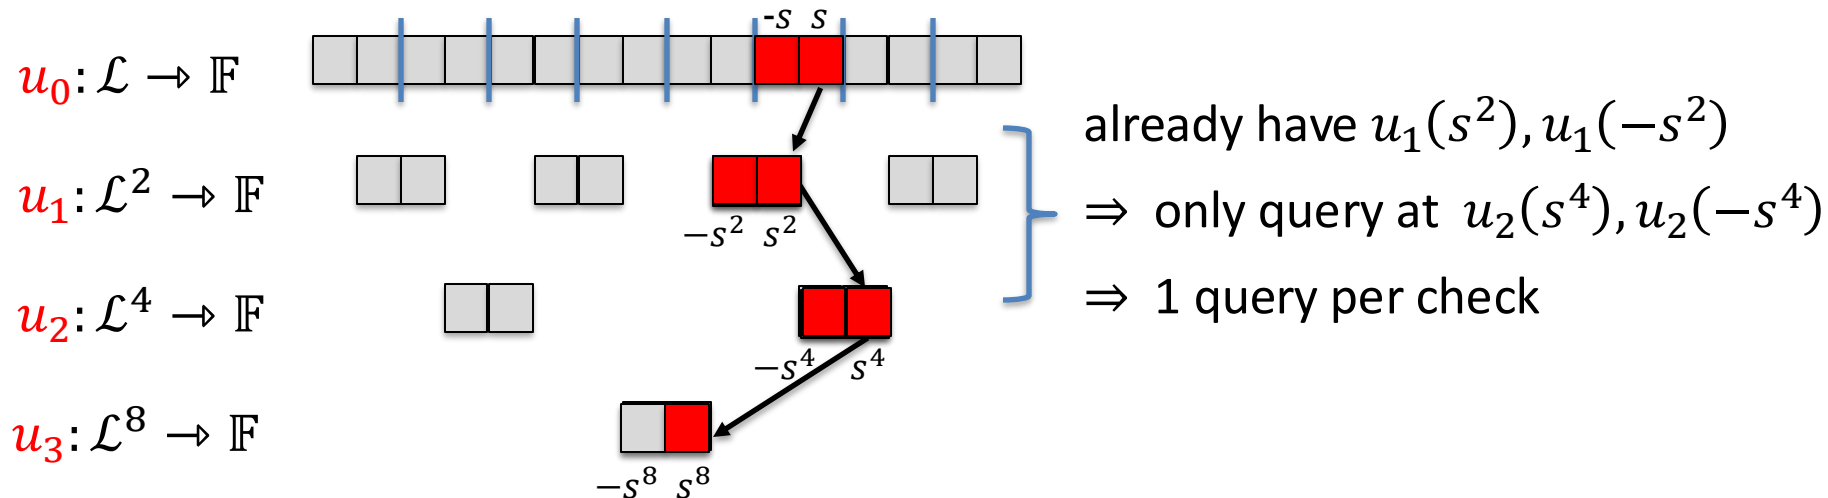 -s s
u₀: ℒ → 𝔽
already have u₁(s²), u₁(−s²)
u₁: ℒ² → 𝔽
⇒ only query at u₂(s⁴), u₂(−s⁴)
−s² s²
⇒ 1 query per check
u₂: ℒ⁴ → 𝔽
−s⁴ s⁴
u₃: ℒ⁸ → 𝔽
−s⁸ s⁸